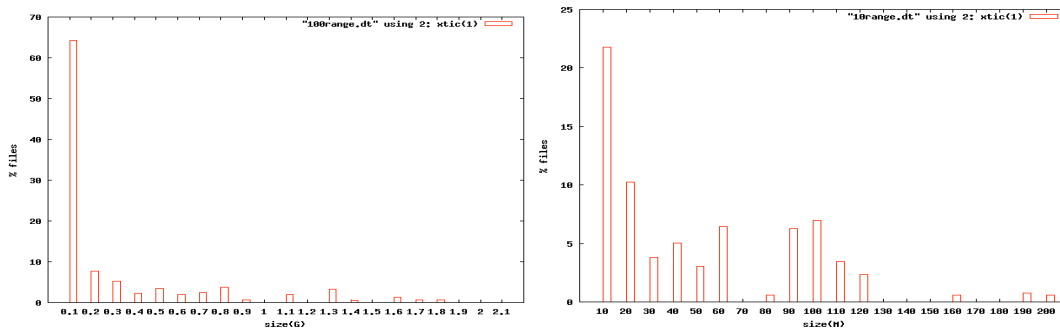 70
60
50
40
30
20
10
0
% files
"100range.dt" using 2: xtic(1)
0.1 0.2 0.3 0.4 0.5 0.6 0.7 0.8 0.9 1 1.1 1.2 1.3 1.4 1.5 1.6 1.7 1.8 1.9 2 2.1
size(G)
25
20
15
10
5
0
% files
"10range.dt" using 2: xtic(1)
10 20 30 40 50 60 70 80 90 100 110 120 130 140 150 160 170 180 190 200
size(M)